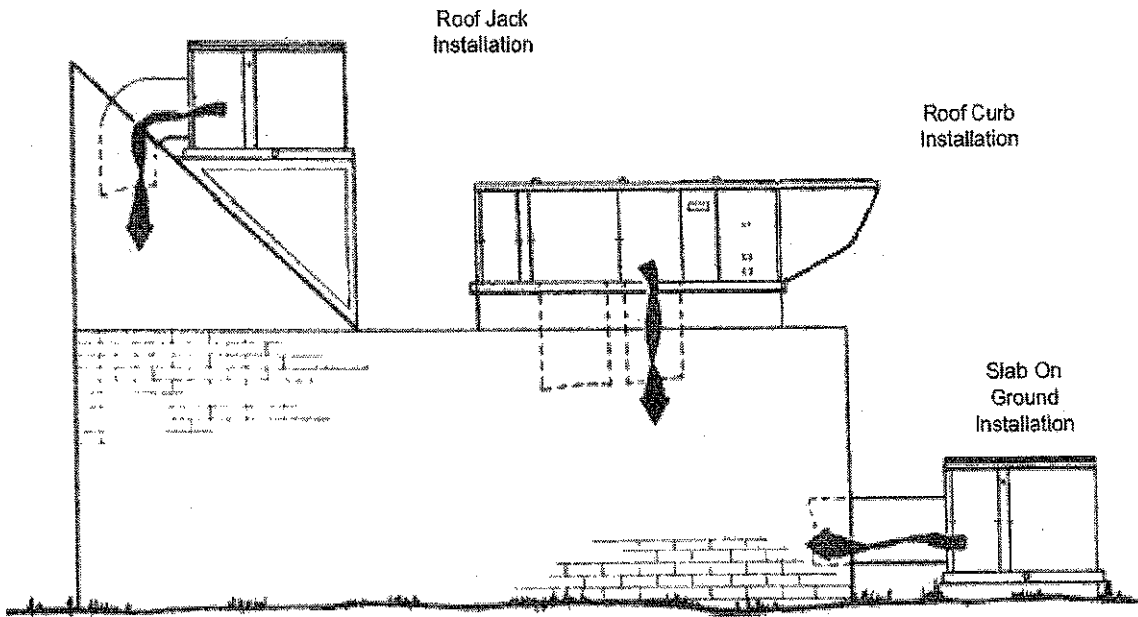 Roof Jack
Installation
Roof Curb
Installation
Slab On
Ground
Installation